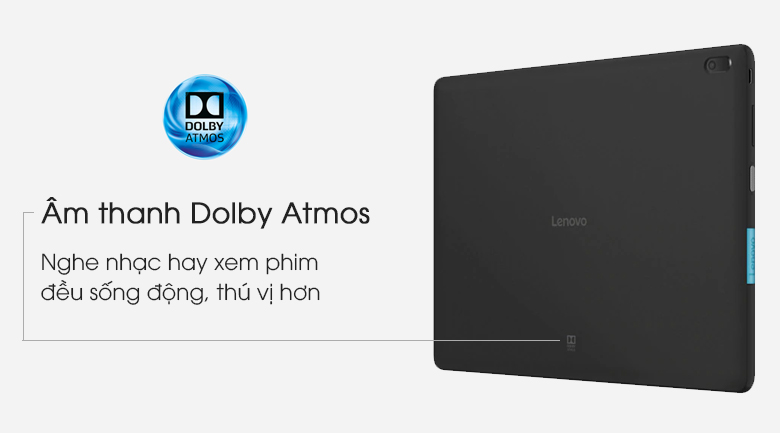 DOLBY
ATMOS
Âm thanh Dolby Atmos
Nghe nhạc hay xem phim
đều sống động, thú vị hơn
Lenovo